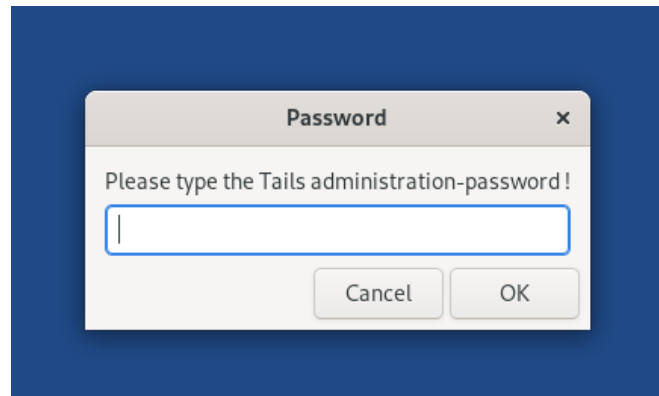 Password ×
Please type the Tails administration-password !
Cancel OK